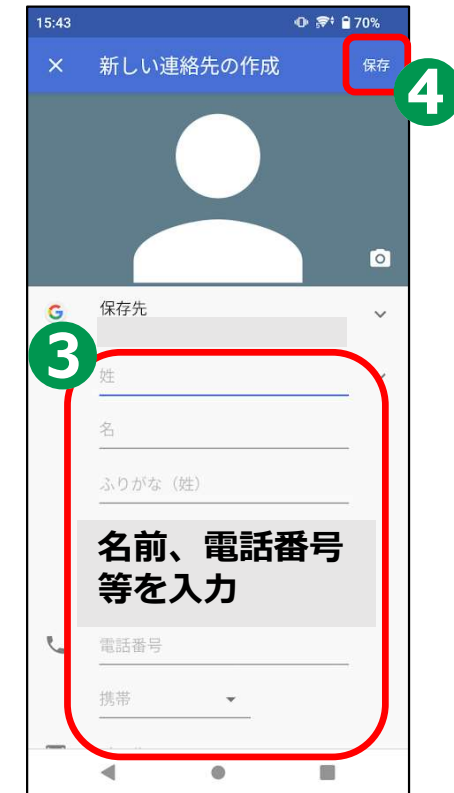 15:43 70%
新しい連絡先の作成 保存
4
G 保存先
3
姓
名
ふりがな（姓）
名前、電話番号
等を入力
電話番号
携帯